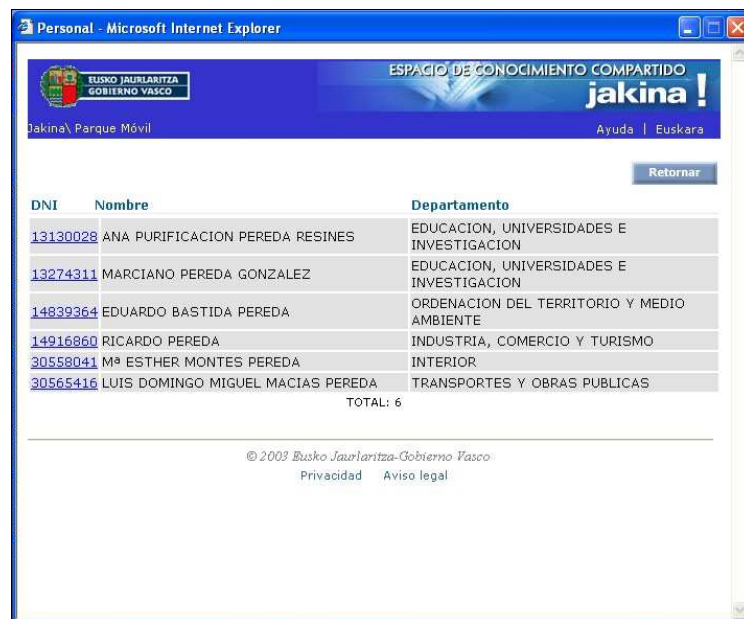 Personal - Microsoft Internet Explorer
EUSKO JAURLARITZA
GOBIERNO VASCO
ESPACIO DE CONOCIMIENTO COMPARTIDO
jakina !
Jakina\ Parque Móvil
Ayuda | Euskara
Retornar
DNI Nombre Departamento
13130028 ANA PURIFICACION PEREDA RESINES EDUCACION, UNIVERSIDADES E
INVESTIGACION
13274311 MARCIANO PEREDA GONZALEZ EDUCACION, UNIVERSIDADES E
INVESTIGACION
14839364 EDUARDO BASTIDA PEREDA ORDENACION DEL TERRITORIO Y MEDIO
AMBIENTE
14916860 RICARDO PEREDA INDUSTRIA, COMERCIO Y TURISMO
30558041 Mª ESTHER MONTES PEREDA INTERIOR
30565416 LUIS DOMINGO MIGUEL MACIAS PEREDA TRANSPORTES Y OBRAS PUBLICAS
TOTAL: 6
© 2003 Eusko Jaurlaritza-Gobierno Vasco
Privacidad Aviso legal